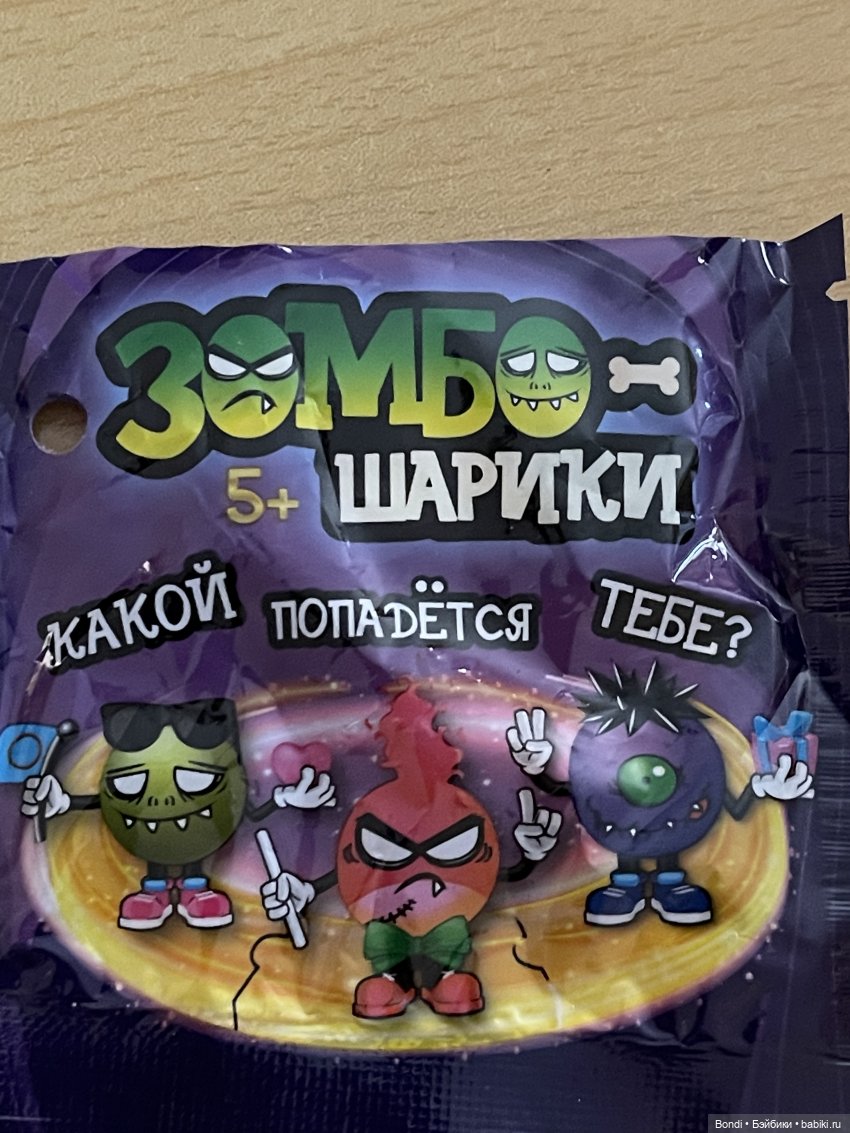 ЗОМБО-
5+ ШАРИКИ
КАКОЙ ПОПАДЁТСЯ ТЕБЕ?
Bondi • Бэйбики • babiki.ru